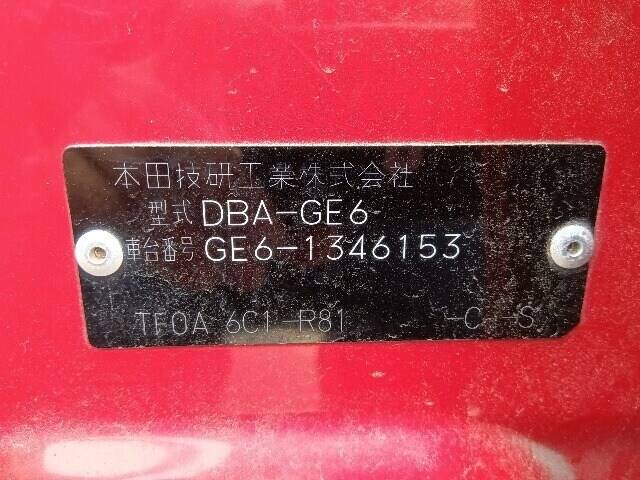 本田技研工業株式会社
型式 DBA-GE6
車台番号 GE6-1346153
TF0A 6C1 -R81 -C -S